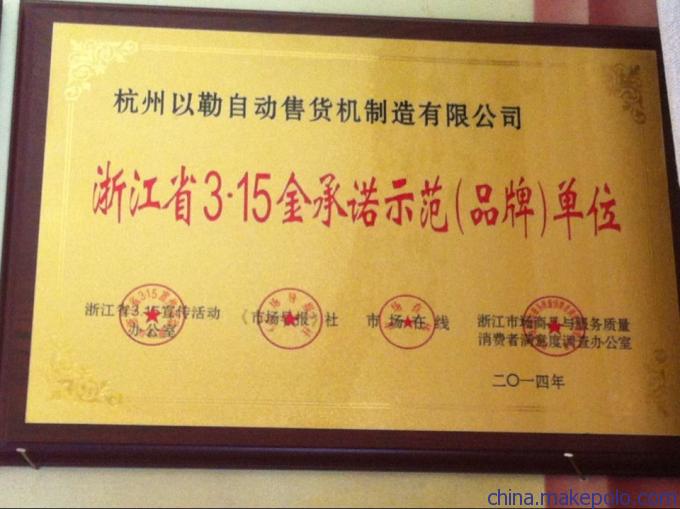 杭州以勒自动售货机制造有限公司
浙江省3·15金承诺示范(品牌)单位
浙江省3.15宣传活动
办公室
《市场导报》社
市场在线
浙江市场商品与服务质量
消费者满意度调查办公室
二〇一四年
china.makepolo.com